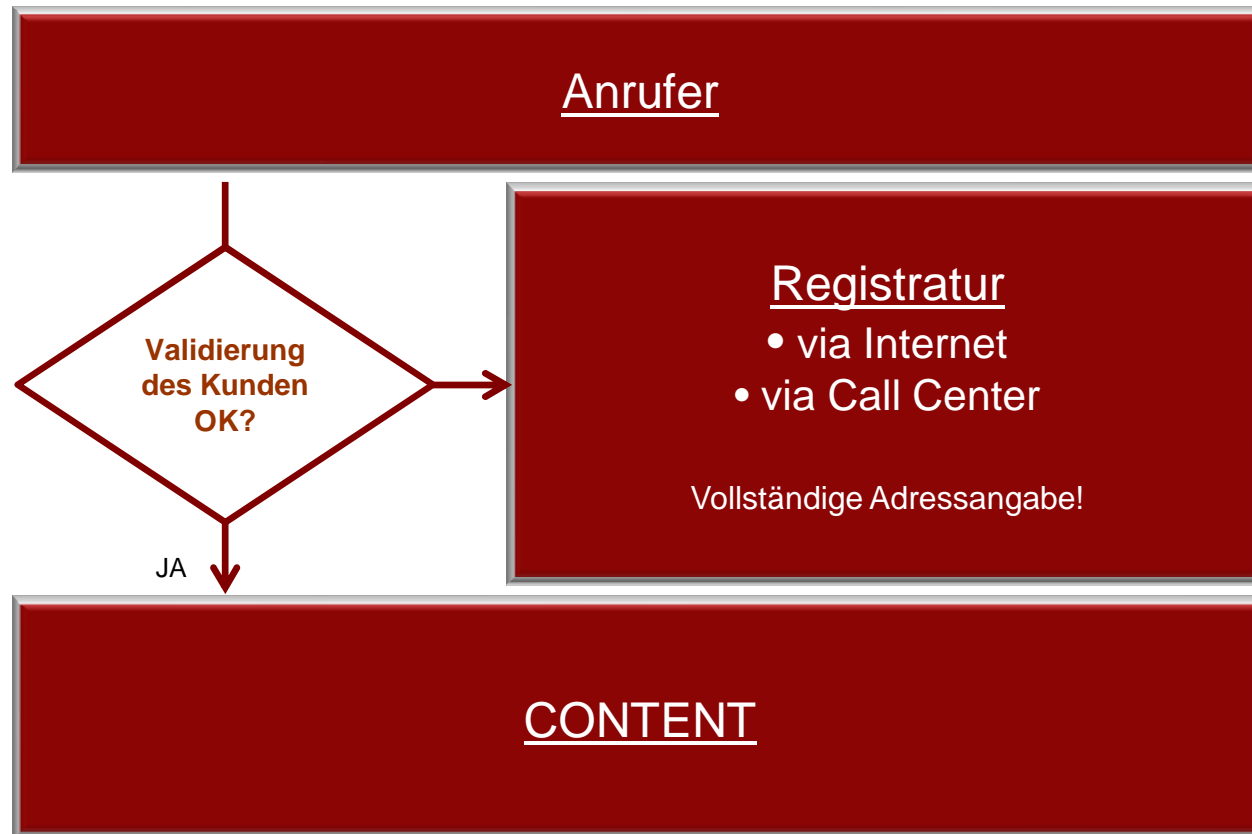 Anrufer
Validierung
des Kunden
OK?
Registratur
• via Internet
• via Call Center
Vollständige Adressangabe!
JA
CONTENT